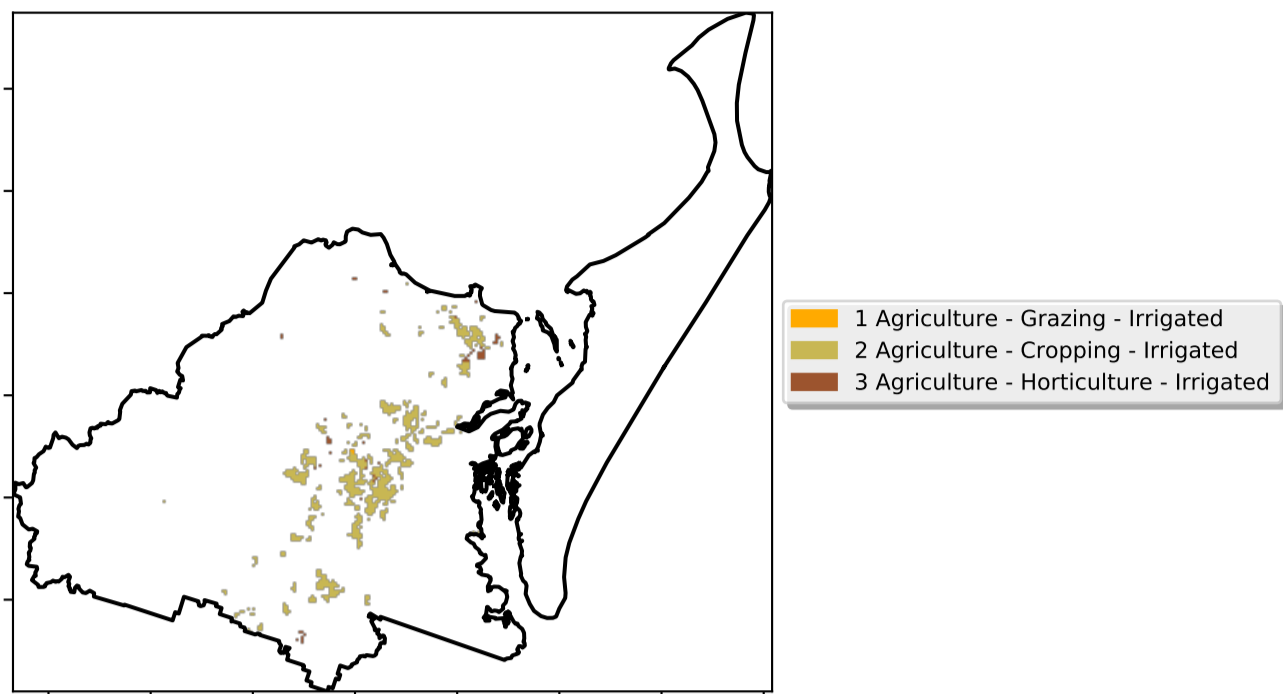 1 Agriculture - Grazing - Irrigated
2 Agriculture - Cropping - Irrigated
3 Agriculture - Horticulture - Irrigated